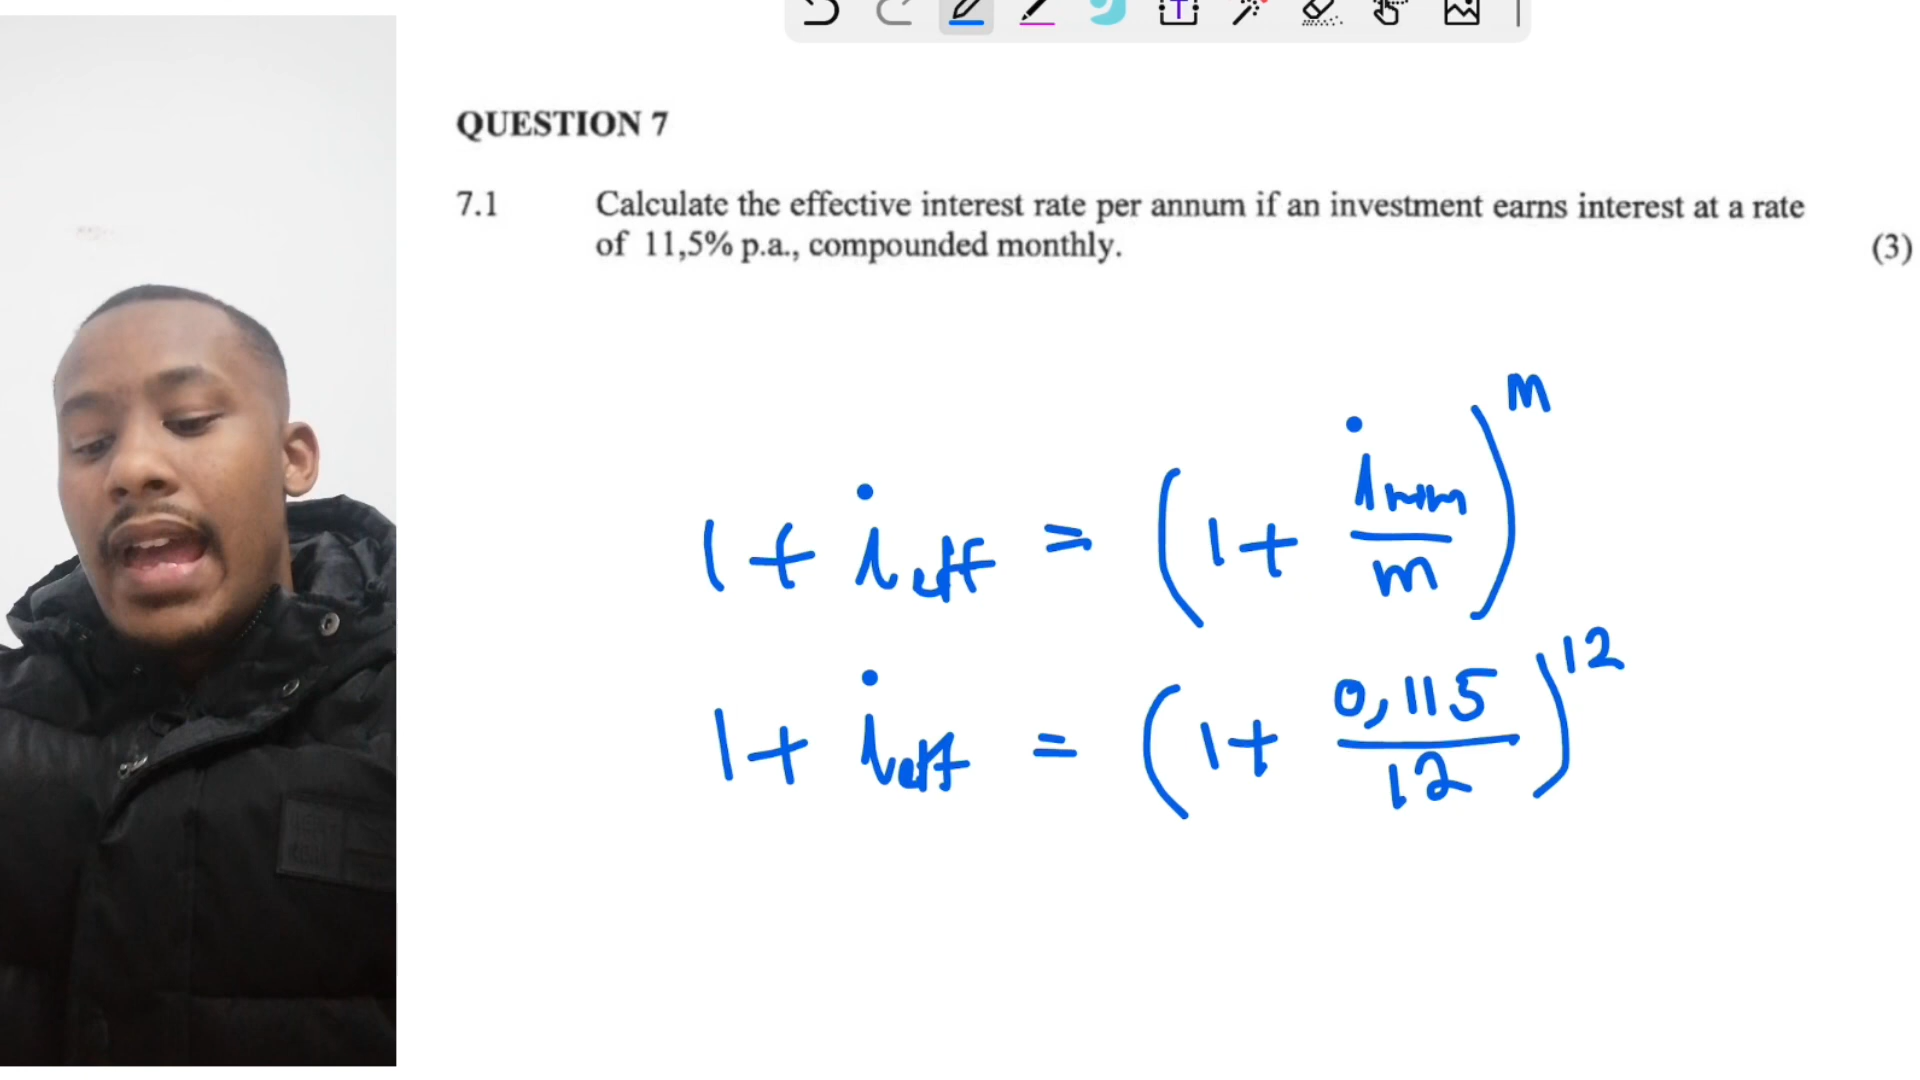 QUESTION 7
7.1 Calculate the effective interest rate per annum if an investment earns interest at a rate
of 11,5% p.a., compounded monthly.
(3)
1 + i_eff = (1 + i_nom/m)^m
1 + i_eff = (1 + 0,115/12)^12